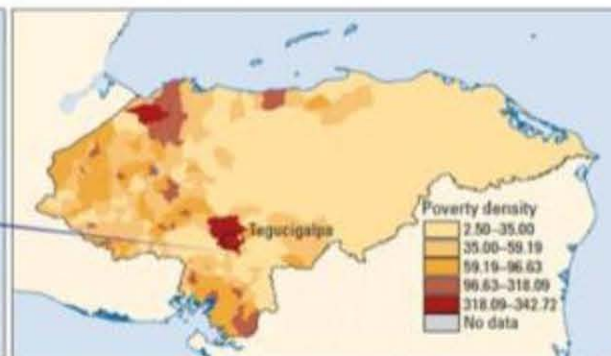 Tegucigalpa
Poverty density
2.50–35.00
35.00–59.19
59.19–96.63
96.63–318.09
318.09–342.72
No data